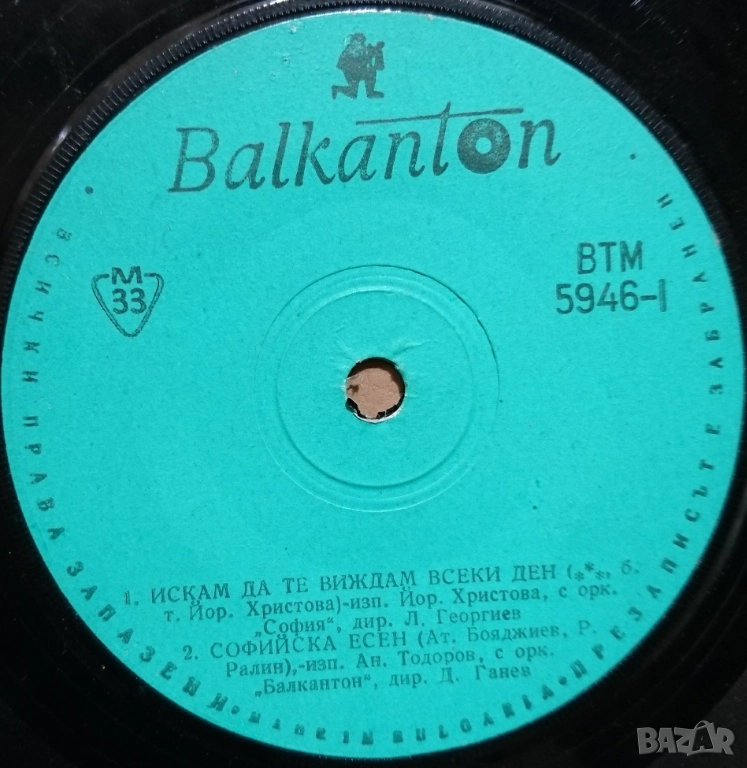 Balkanton
M
33
ВТМ
5946-I
1. ИСКАМ ДА ТЕ ВИЖДАМ ВСЕКИ ДЕН (***, б.
т. Йор. Христова)-изп. Йор. Христова, с орк.
„София“, дир. Л. Георгиев
2. СОФИЙСКА ЕСЕН (Ат. Бояджиев, Р.
Ралин),-изп. Ан. Тодоров, с орк.
„Балкантон“, дир. Д. Ганев
• ВСИЧКИ ПРАВА ЗАПАЗЕНИ • MADE IN BULGARIA • ПРЕЗАПИСЪТ Е ЗАБРАНЕН •
BAZAR